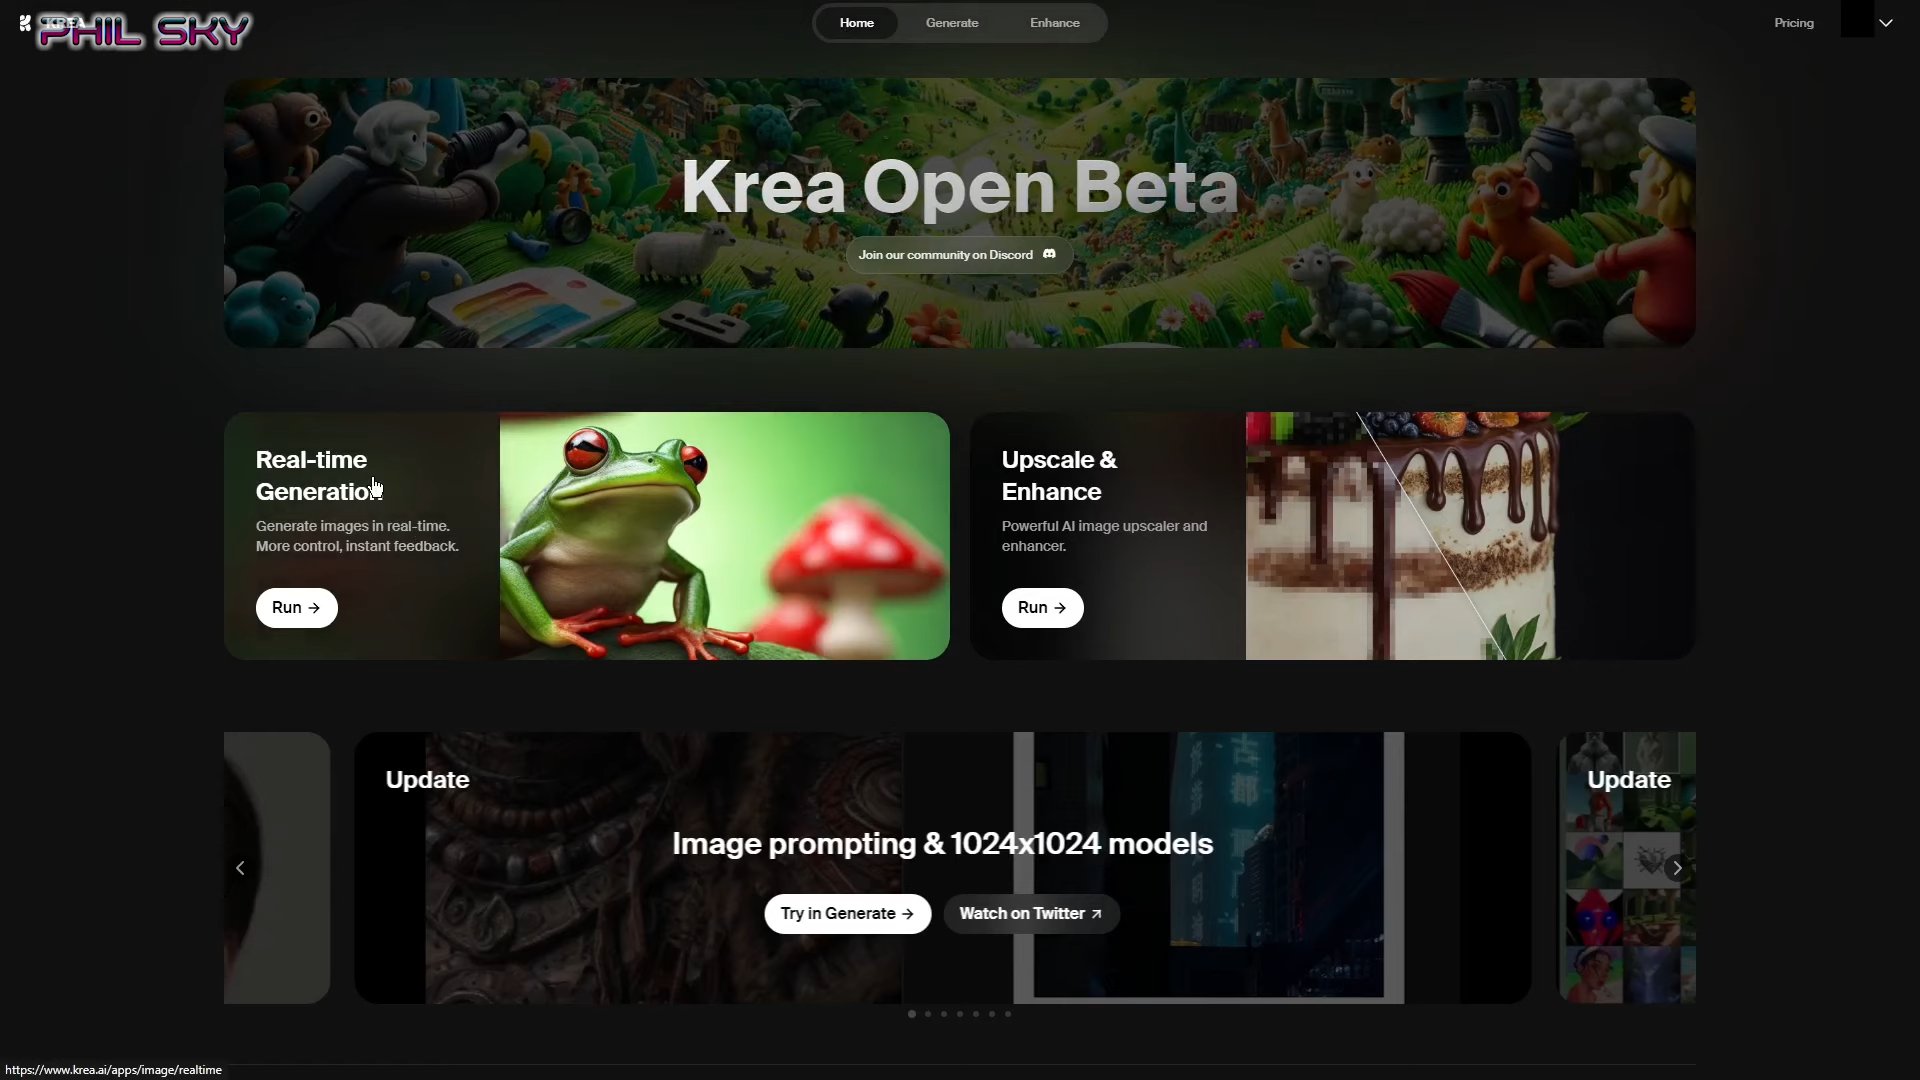 KREA
PHIL SKY
Home
Generate
Enhance
Pricing
Krea Open Beta
Join our community on Discord
Real-time
Generation
Generate images in real-time.
More control, instant feedback.
Run →
Upscale &
Enhance
Powerful AI image upscaler and
enhancer.
Run →
Update
Image prompting & 1024x1024 models
Try in Generate →
Watch on Twitter ↗
Update
https://www.krea.ai/apps/image/realtime